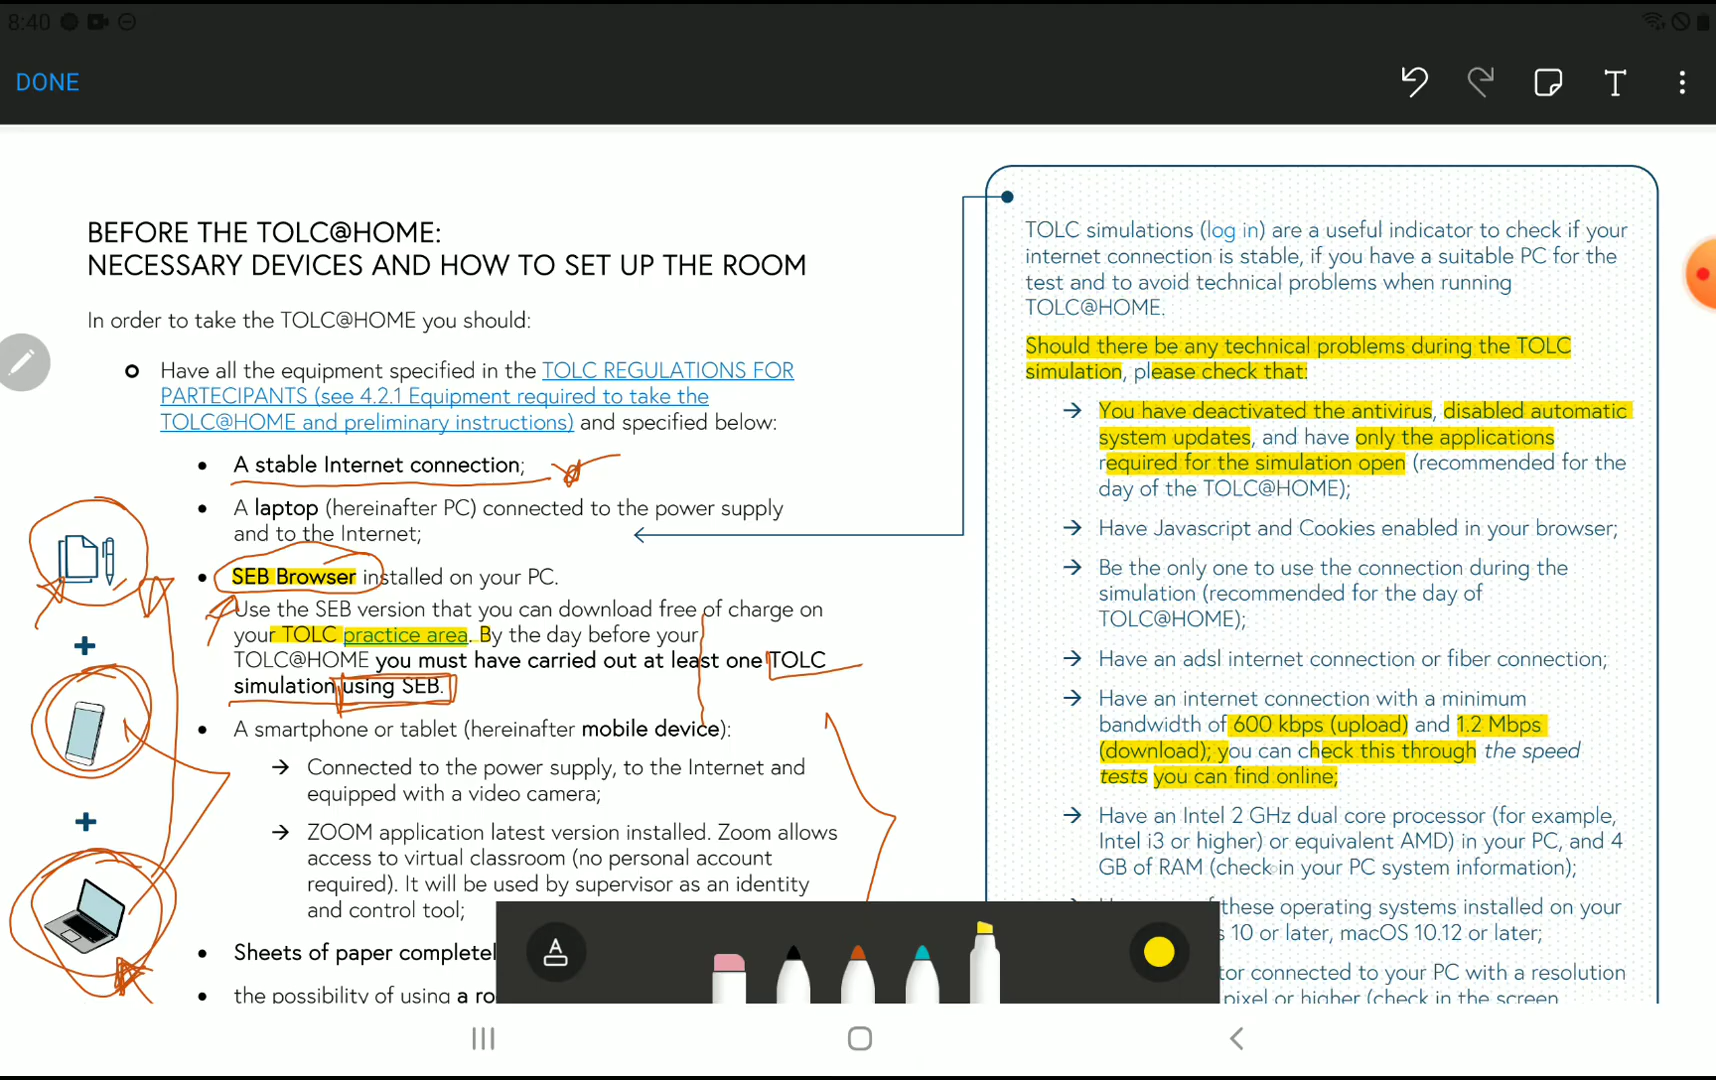 8:40
DONE
T
BEFORE THE TOLC@HOME:
NECESSARY DEVICES AND HOW TO SET UP THE ROOM
In order to take the TOLC@HOME you should:
Have all the equipment specified in the TOLC REGULATIONS FOR
PARTECIPANTS (see 4.2.1 Equipment required to take the
TOLC@HOME and preliminary instructions) and specified below:
• A stable Internet connection;
• A laptop (hereinafter PC) connected to the power supply
and to the Internet;
• SEB Browser installed on your PC.
Use the SEB version that you can download free of charge on
your TOLC practice area. By the day before your
TOLC@HOME you must have carried out at least one TOLC
simulation using SEB.
• A smartphone or tablet (hereinafter mobile device):
→ Connected to the power supply, to the Internet and
equipped with a video camera;
→ ZOOM application latest version installed. Zoom allows
access to virtual classroom (no personal account
required). It will be used by supervisor as an identity
and control tool;
• Sheets of paper completel
• the possibility of using a ro
TOLC simulations (log in) are a useful indicator to check if your
internet connection is stable, if you have a suitable PC for the
test and to avoid technical problems when running
TOLC@HOME.
Should there be any technical problems during the TOLC
simulation, please check that:
→ You have deactivated the antivirus, disabled automatic
system updates, and have only the applications
required for the simulation open (recommended for the
day of the TOLC@HOME);
→ Have Javascript and Cookies enabled in your browser;
→ Be the only one to use the connection during the
simulation (recommended for the day of
TOLC@HOME);
→ Have an adsl internet connection or fiber connection;
→ Have an internet connection with a minimum
bandwidth of 600 kbps (upload) and 1.2 Mbps
(download); you can check this through the speed
tests you can find online;
→ Have an Intel 2 GHz dual core processor (for example,
Intel i3 or higher) or equivalent AMD) in your PC, and 4
GB of RAM (check in your PC system information);
these operating systems installed on your
s 10 or later, macOS 10.12 or later;
tor connected to your PC with a resolution
pixel or higher (check in the screen
A